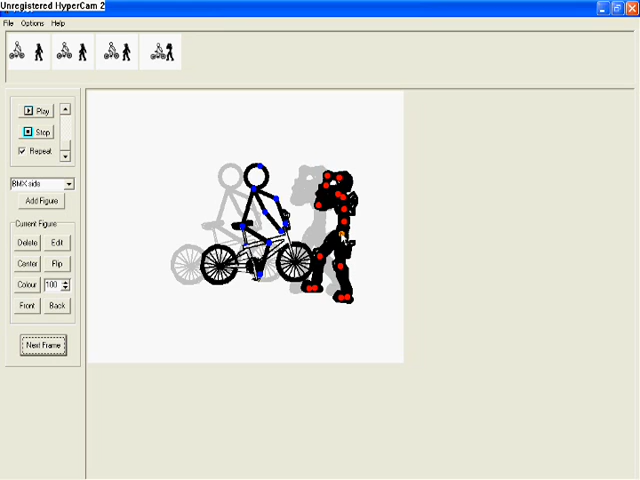 Unregistered HyperCam 2
File Options Help
Play
Stop
Repeat
BMX side
Add Figure
Current Figure:
Delete Edit
Center Flip
Colour 100
Front Back
Next Frame